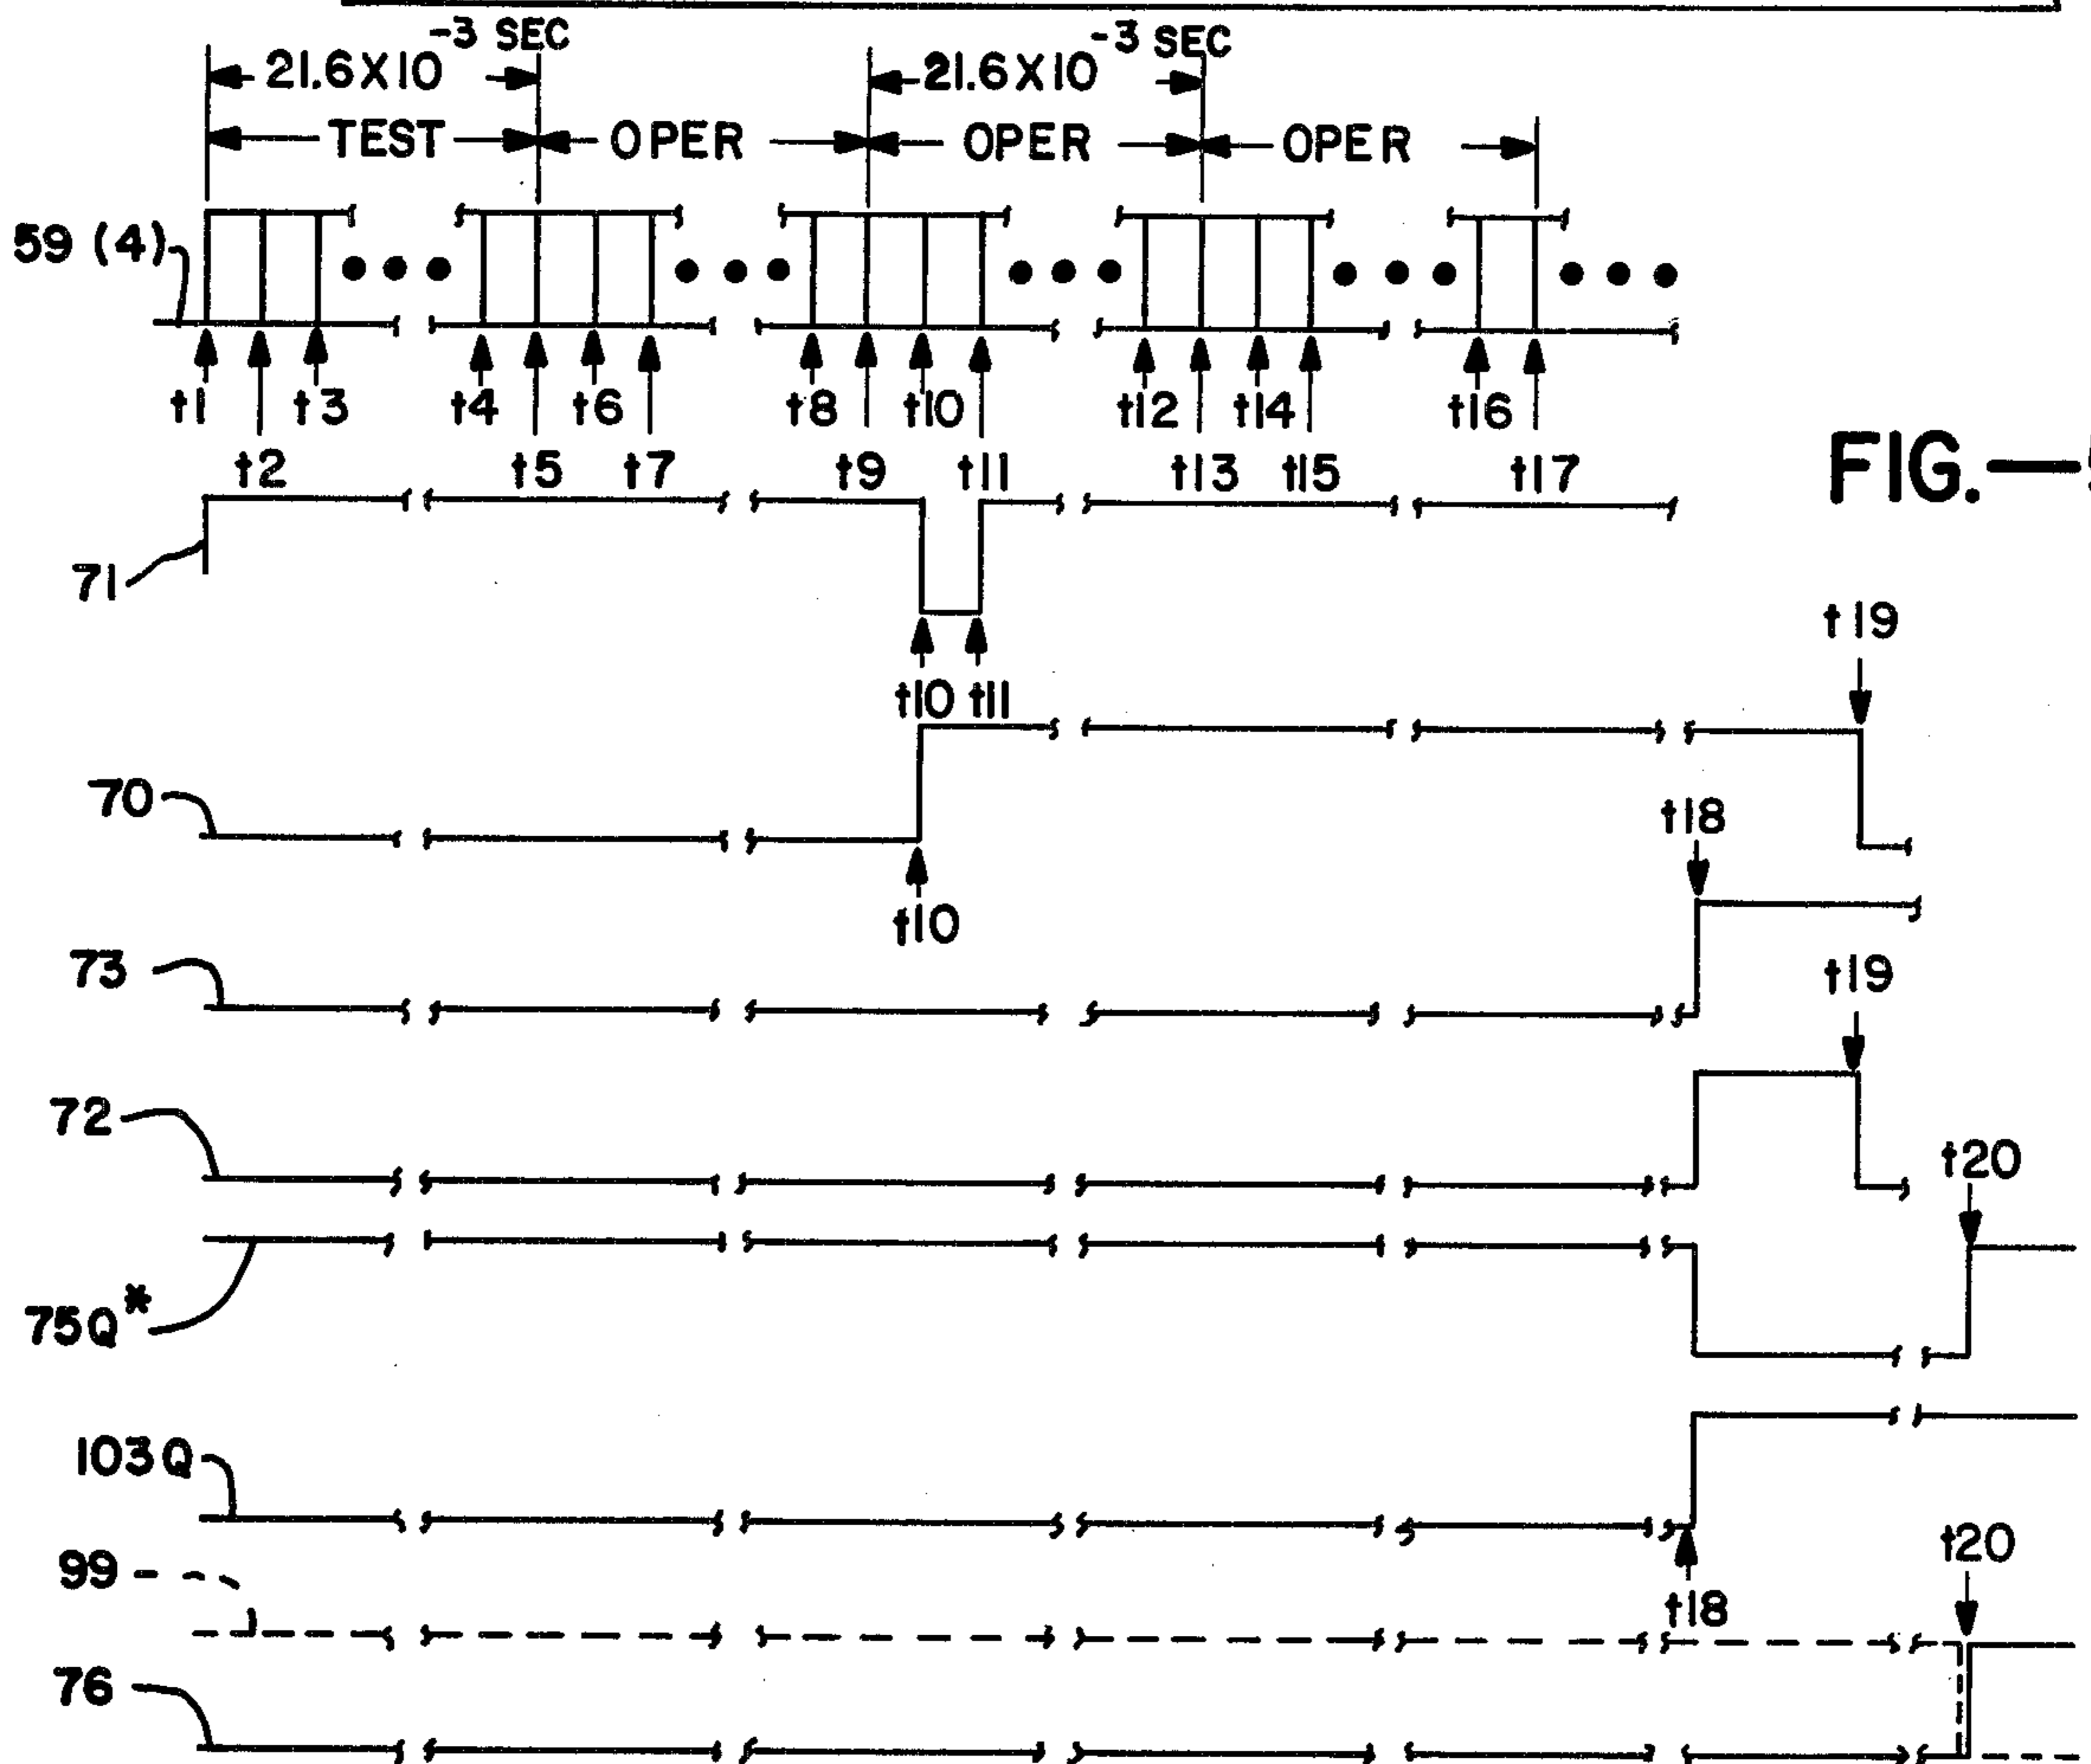 -3 SEC -3 SEC
21.6X10 21.6X10
TEST OPER OPER OPER
59 (4)
t1 t3 t4 t6 t8 t10 t12 t14 t16
t2 t5 t7 t9 t11 t13 t15 t17
FIG.—5
71
t19
t10 t11
70
t18
t10
73
t19
72
t20
75Q*
103Q
t20
99
t18
76